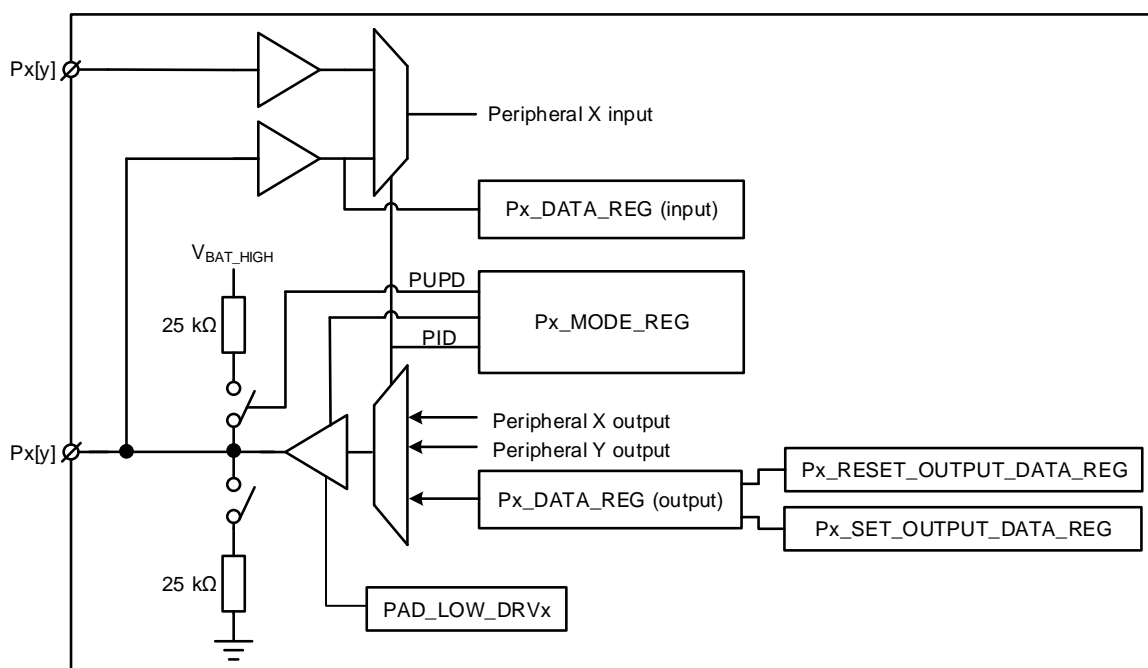 Px[y]
Peripheral X input
Px_DATA_REG (input)
VBAT_HIGH
PUPD
25 kΩ
Px_MODE_REG
PID
Peripheral X output
Px[y]
Peripheral Y output
Px_RESET_OUTPUT_DATA_REG
Px_DATA_REG (output)
Px_SET_OUTPUT_DATA_REG
25 kΩ
PAD_LOW_DRVx